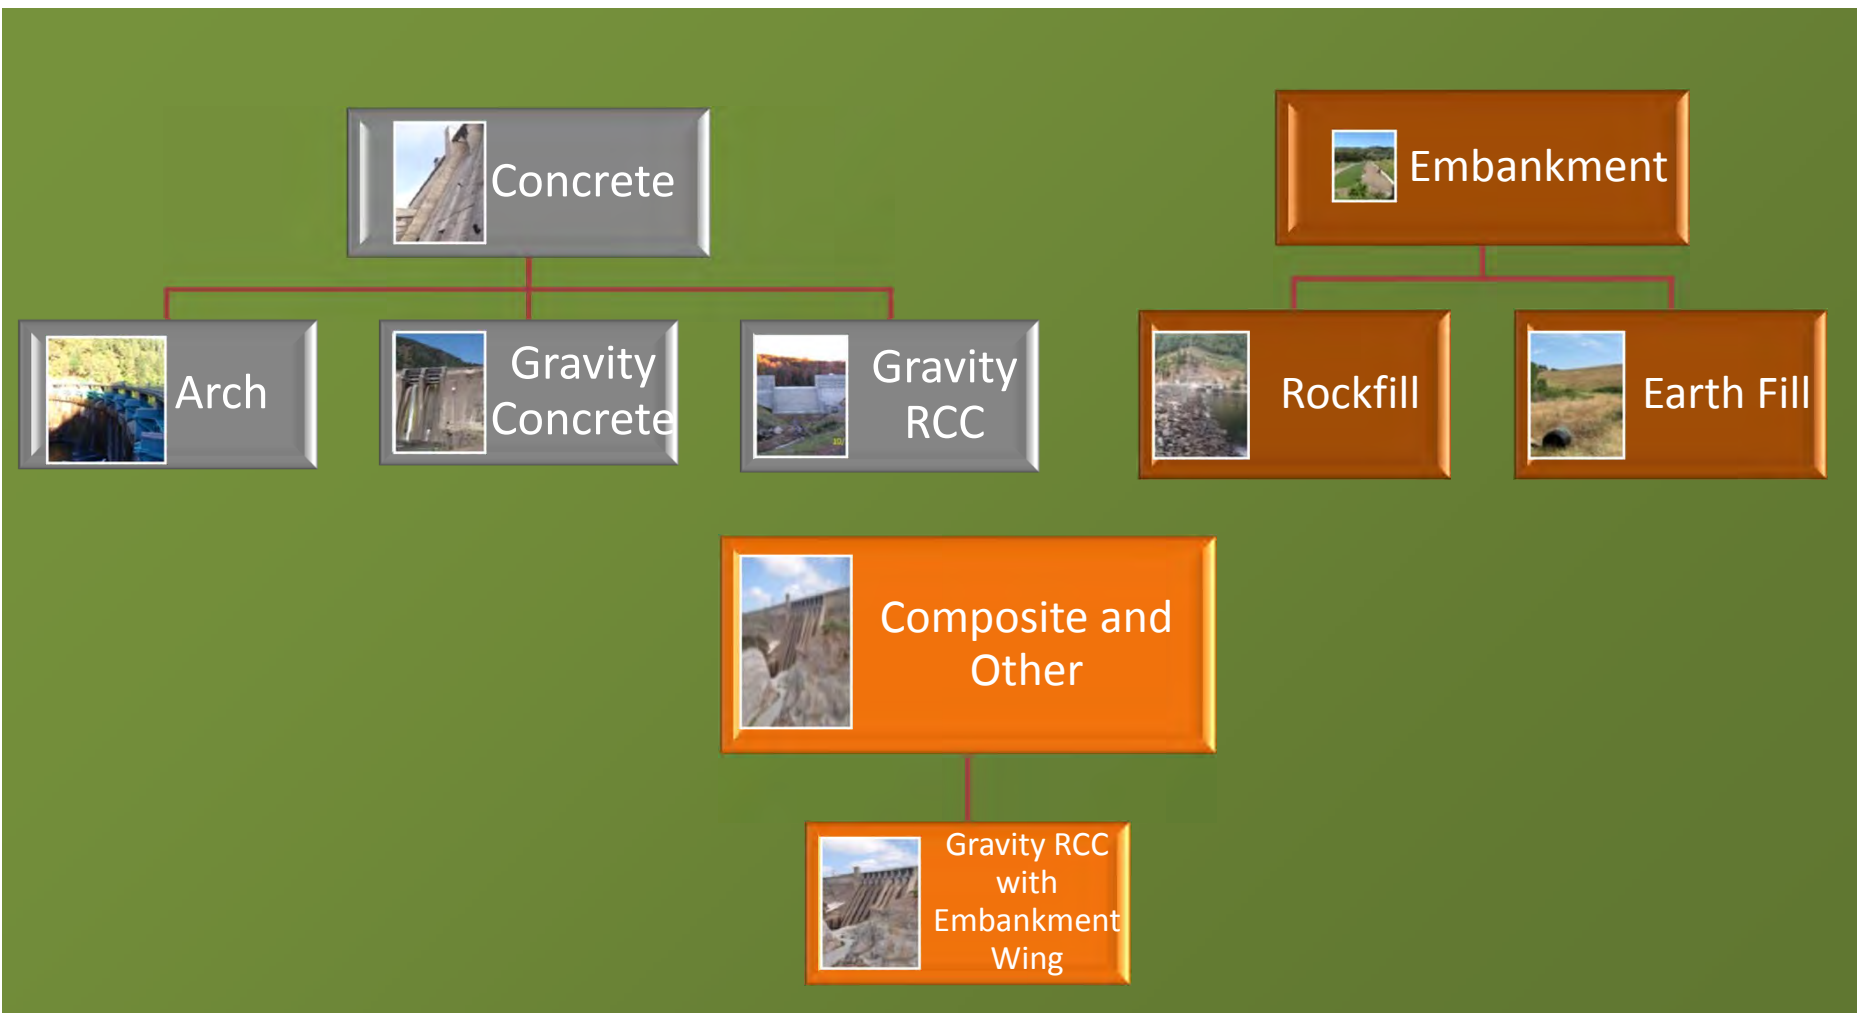 Concrete
Embankment
Arch
Gravity
Concrete
Gravity
RCC
Rockfill
Earth Fill
Composite and
Other
Gravity RCC
with
Embankment
Wing